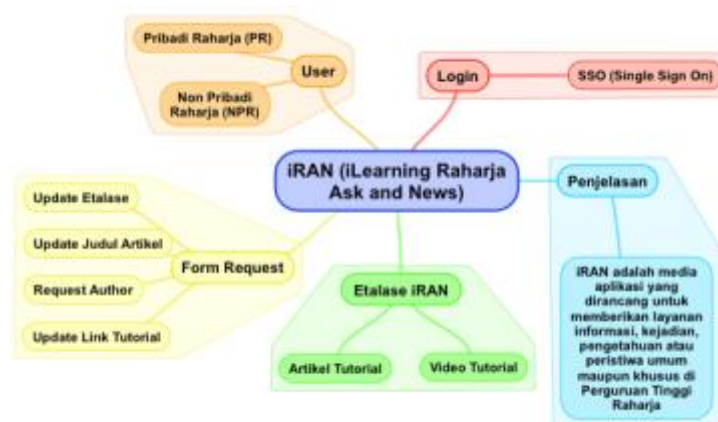 Pribadi Raharja (PR)
User
Non Pribadi
Raharja (NPR)
Login
SSO (Single Sign On)
iRAN (iLearning Raharja
Ask and News)
Penjelasan
iRAN adalah media
aplikasi yang
dirancang untuk
memberikan layanan
informasi, kejadian,
pengetahuan atau
peristiwa umum
maupun khusus di
Perguruan Tinggi
Raharja
Update Etalase
Update Judul Artikel
Form Request
Request Author
Update Link Tutorial
Etalase iRAN
Artikel Tutorial
Video Tutorial